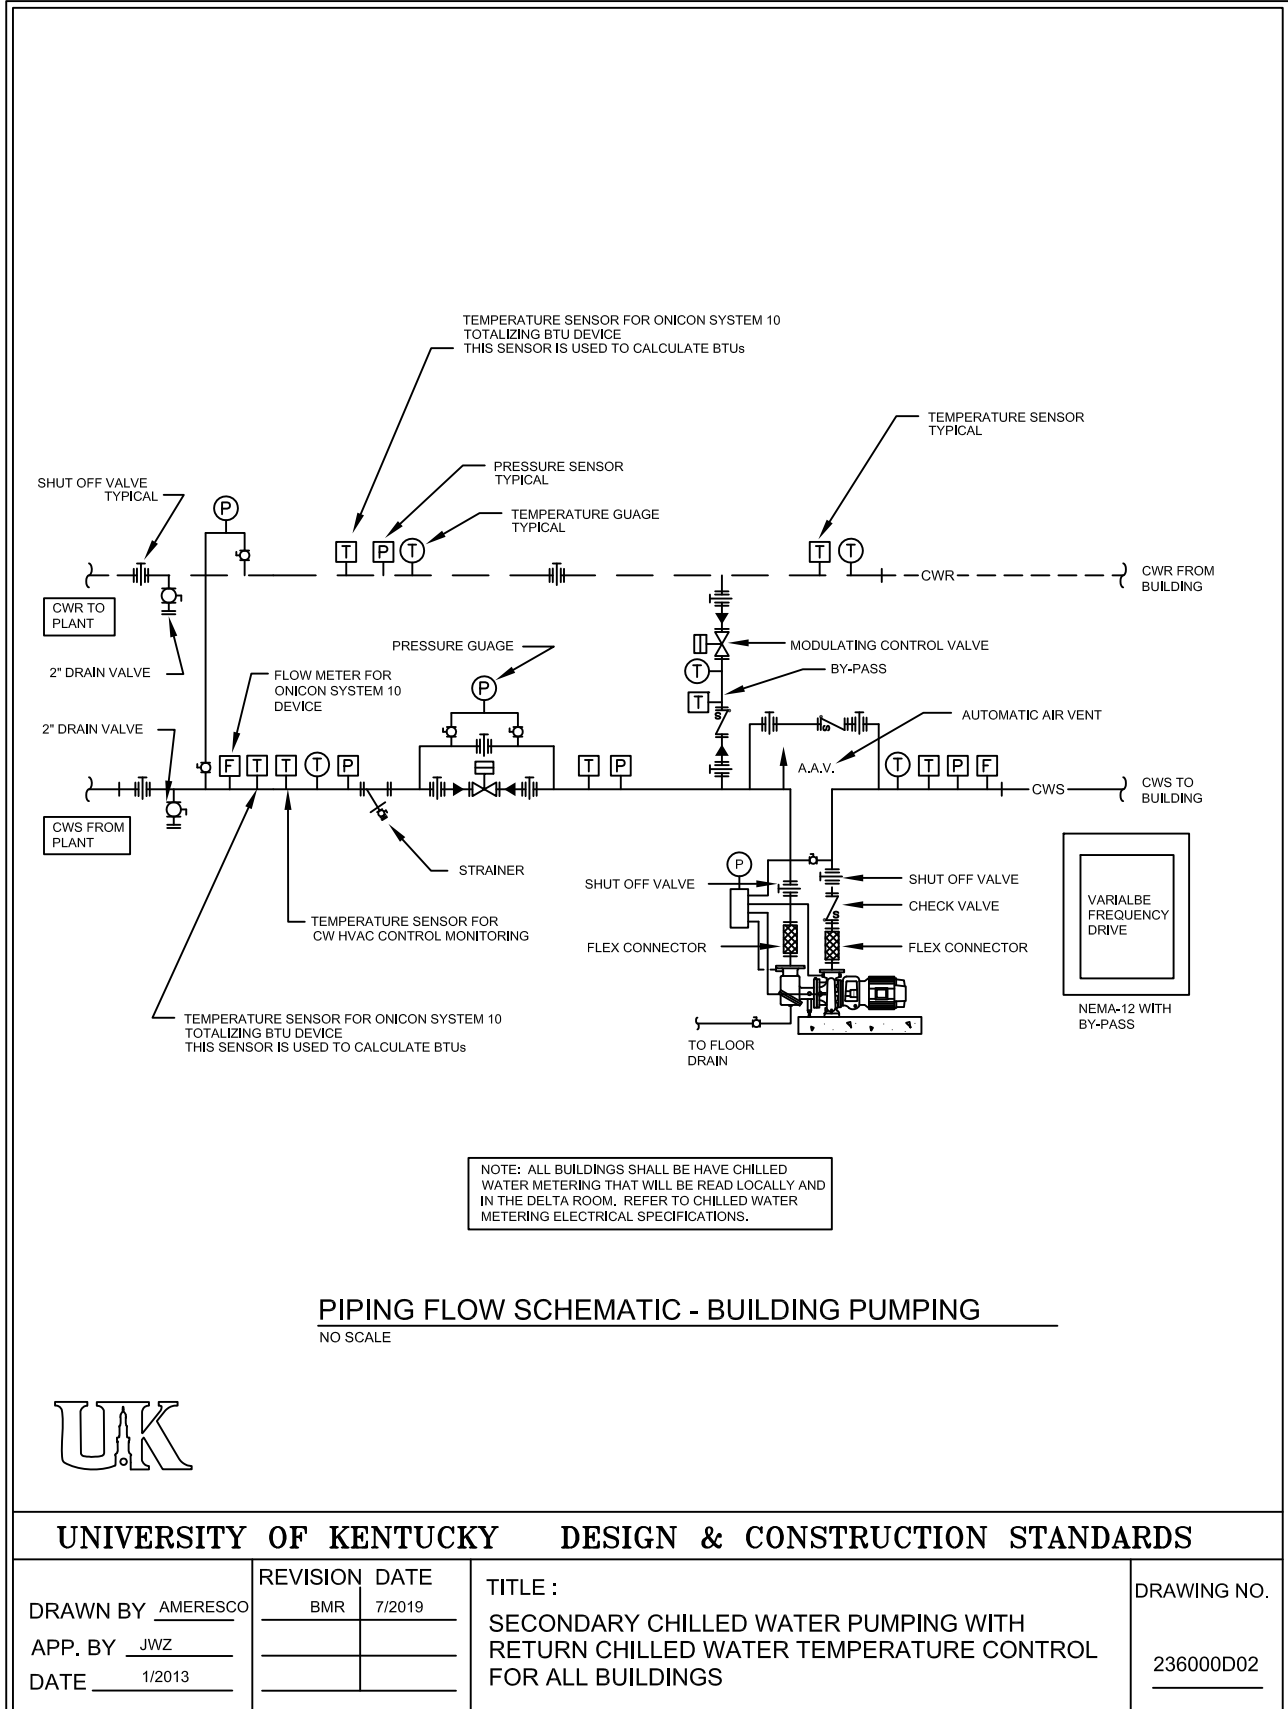 TEMPERATURE SENSOR FOR ONICON SYSTEM 10
TOTALIZING BTU DEVICE
THIS SENSOR IS USED TO CALCULATE BTUs
TEMPERATURE SENSOR
TYPICAL
PRESSURE SENSOR
TYPICAL
SHUT OFF VALVE
TYPICAL
TEMPERATURE GUAGE
TYPICAL
P
T
P
T
T
T
CWR
CWR FROM
BUILDING
CWR TO
PLANT
2" DRAIN VALVE
PRESSURE GUAGE
MODULATING CONTROL VALVE
BY-PASS
T
T
S
FLOW METER FOR
ONICON SYSTEM 10
DEVICE
P
2" DRAIN VALVE
AUTOMATIC AIR VENT
S
A.A.V.
F
T
T
T
P
T
P
T
T
P
F
CWS
CWS TO
BUILDING
CWS FROM
PLANT
STRAINER
P
SHUT OFF VALVE
SHUT OFF VALVE
CHECK VALVE
S
VARIALBE
FREQUENCY
DRIVE
TEMPERATURE SENSOR FOR
CW HVAC CONTROL MONITORING
FLEX CONNECTOR
FLEX CONNECTOR
NEMA-12 WITH
BY-PASS
TEMPERATURE SENSOR FOR ONICON SYSTEM 10
TOTALIZING BTU DEVICE
THIS SENSOR IS USED TO CALCULATE BTUs
TO FLOOR
DRAIN
NOTE: ALL BUILDINGS SHALL BE HAVE CHILLED
WATER METERING THAT WILL BE READ LOCALLY AND
IN THE DELTA ROOM. REFER TO CHILLED WATER
METERING ELECTRICAL SPECIFICATIONS.
PIPING FLOW SCHEMATIC - BUILDING PUMPING
NO SCALE
UK
UNIVERSITY OF KENTUCKY DESIGN & CONSTRUCTION STANDARDS
DRAWN BY AMERESCO
APP. BY JWZ
DATE 1/2013
REVISION DATE
BMR 7/2019
TITLE :
SECONDARY CHILLED WATER PUMPING WITH
RETURN CHILLED WATER TEMPERATURE CONTROL
FOR ALL BUILDINGS
DRAWING NO.
236000D02